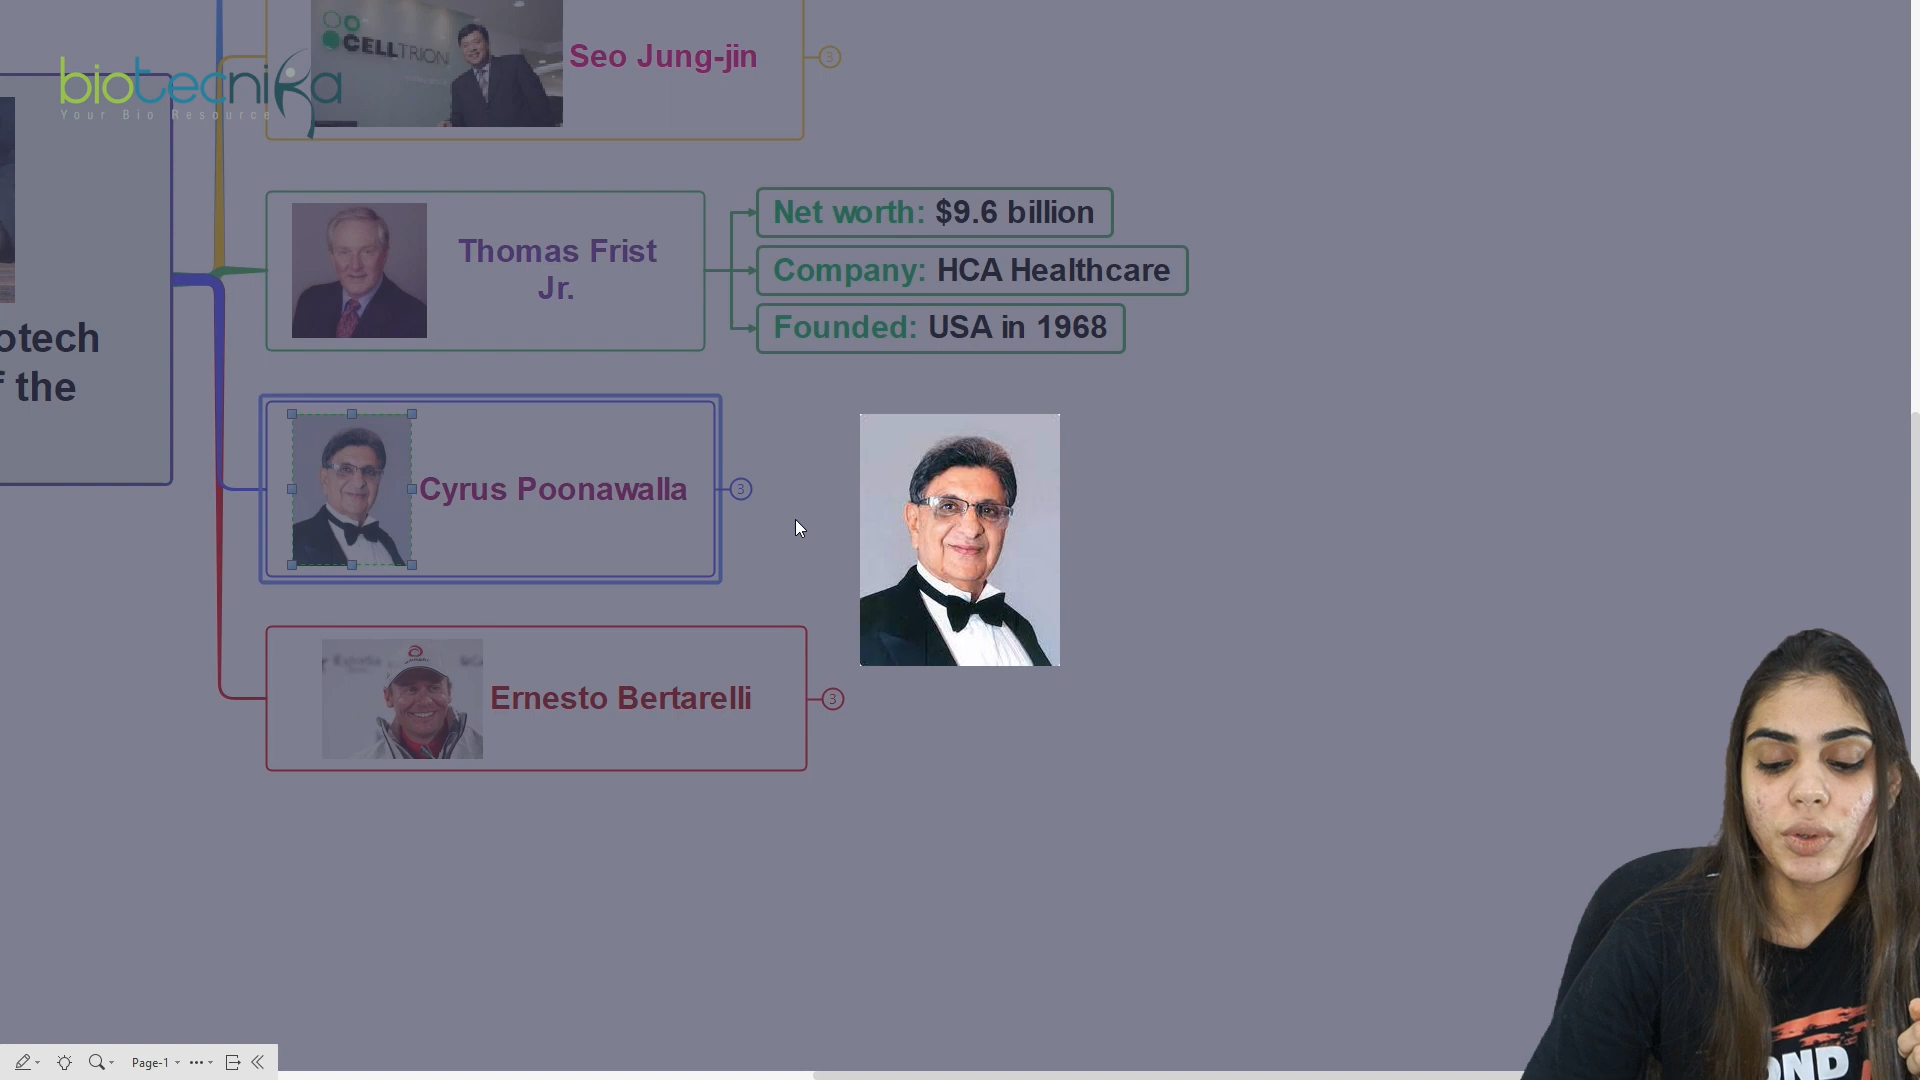 CELLTRION
Seo Jung-jin
3
biotecnika
Your Bio Resource
Thomas Frist
Jr.
Net worth: $9.6 billion
Company: HCA Healthcare
Founded: USA in 1968
otech
f the
Cyrus Poonawalla
3
Ernesto Bertarelli
3
Page-1
OND